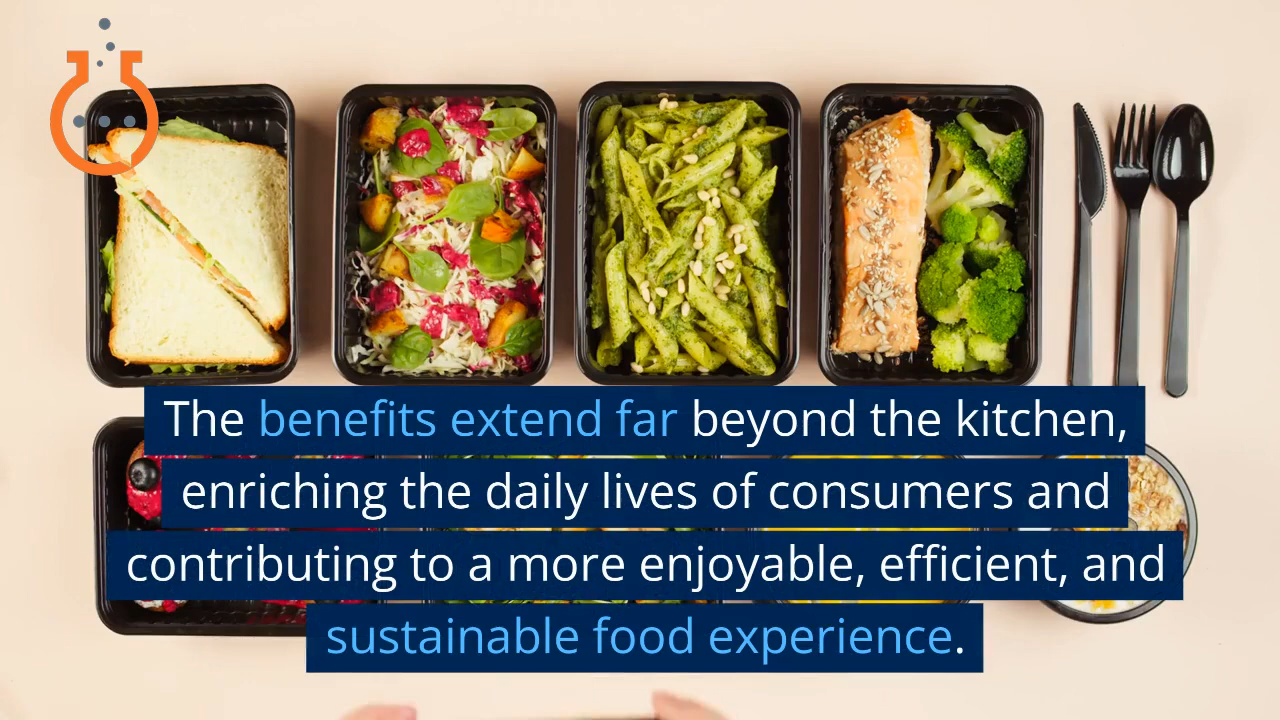 The benefits extend far beyond the kitchen,
enriching the daily lives of consumers and
contributing to a more enjoyable, efficient, and
sustainable food experience.